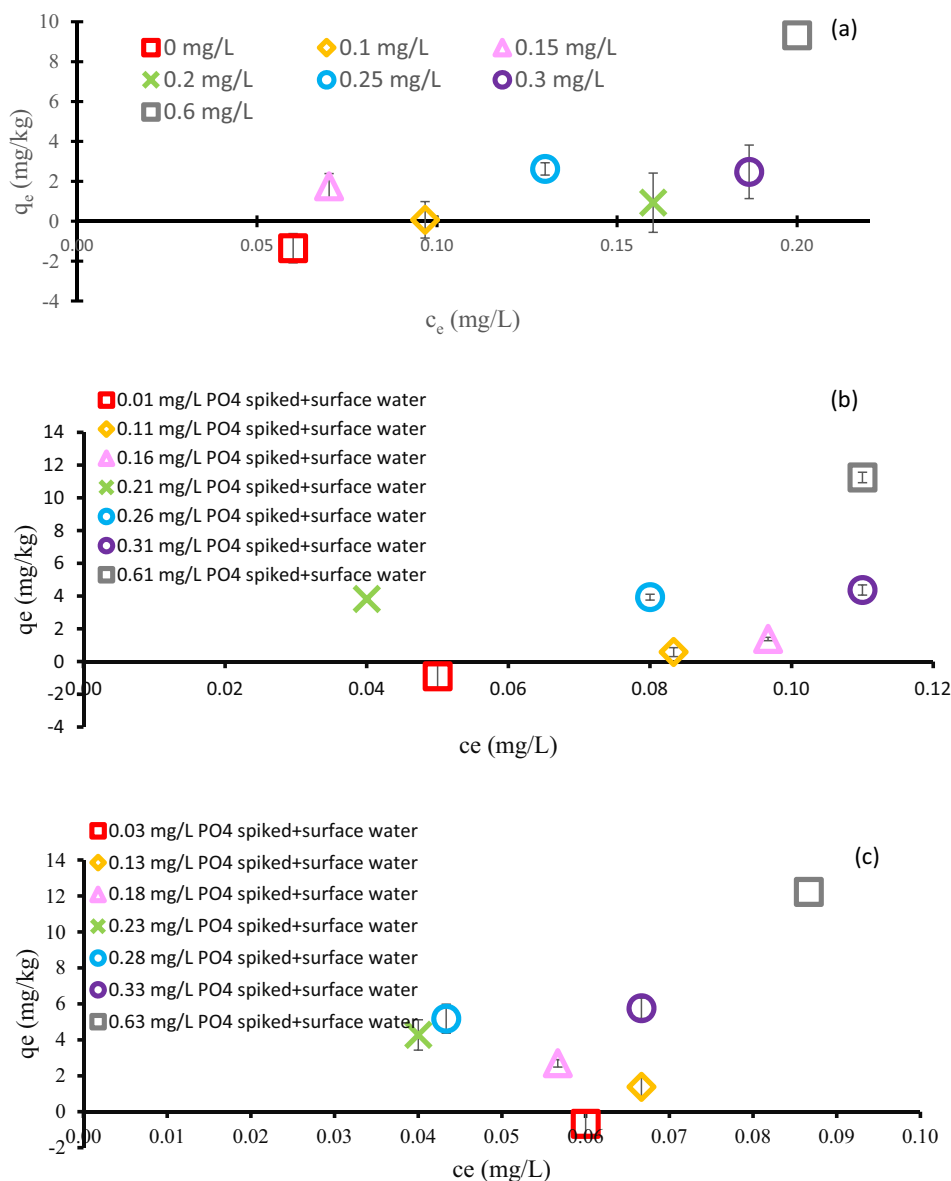 (a)
10
0 mg/L 0.1 mg/L 0.15 mg/L
8
0.2 mg/L 0.25 mg/L 0.3 mg/L
6
0.6 mg/L
4
2
0
-2
-4
qe (mg/kg)
0.00 0.05 0.10 0.15 0.20
ce (mg/L)
(b)
0.01 mg/L PO4 spiked+surface water
0.11 mg/L PO4 spiked+surface water
0.16 mg/L PO4 spiked+surface water
0.21 mg/L PO4 spiked+surface water
0.26 mg/L PO4 spiked+surface water
0.31 mg/L PO4 spiked+surface water
0.61 mg/L PO4 spiked+surface water
14
12
10
8
6
4
2
0
-2
-4
qe (mg/kg)
0.00 0.02 0.04 0.06 0.08 0.10 0.12
ce (mg/L)
(c)
0.03 mg/L PO4 spiked+surface water
0.13 mg/L PO4 spiked+surface water
0.18 mg/L PO4 spiked+surface water
0.23 mg/L PO4 spiked+surface water
0.28 mg/L PO4 spiked+surface water
0.33 mg/L PO4 spiked+surface water
0.63 mg/L PO4 spiked+surface water
14
12
10
8
6
4
2
0
-2
qe (mg/kg)
0.00 0.01 0.02 0.03 0.04 0.05 0.06 0.07 0.08 0.09 0.10
ce (mg/L)